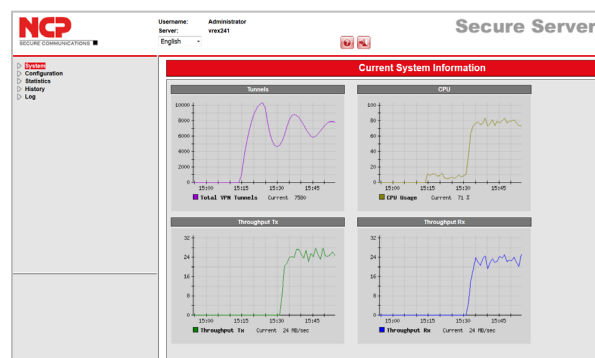 NCP
SECURE COMMUNICATIONS
Username: Administrator
Server: vrex241
English
Secure Server
System
Configuration
Statistics
History
Log
Current System Information
Tunnels
10000
8000
6000
4000
2000
0
15:00 15:15 15:30 15:45
Total VPN Tunnels Current 7500
CPU
100
80
60
40
20
0
15:00 15:15 15:30 15:45
CPU Usage Current 71 %
Throughput Tx
32
24
16
8
0
15:00 15:15 15:30 15:45
Throughput Tx Current 24 MB/sec
Throughput Rx
32
24
16
8
0
15:00 15:15 15:30 15:45
Throughput Rx Current 24 MB/sec